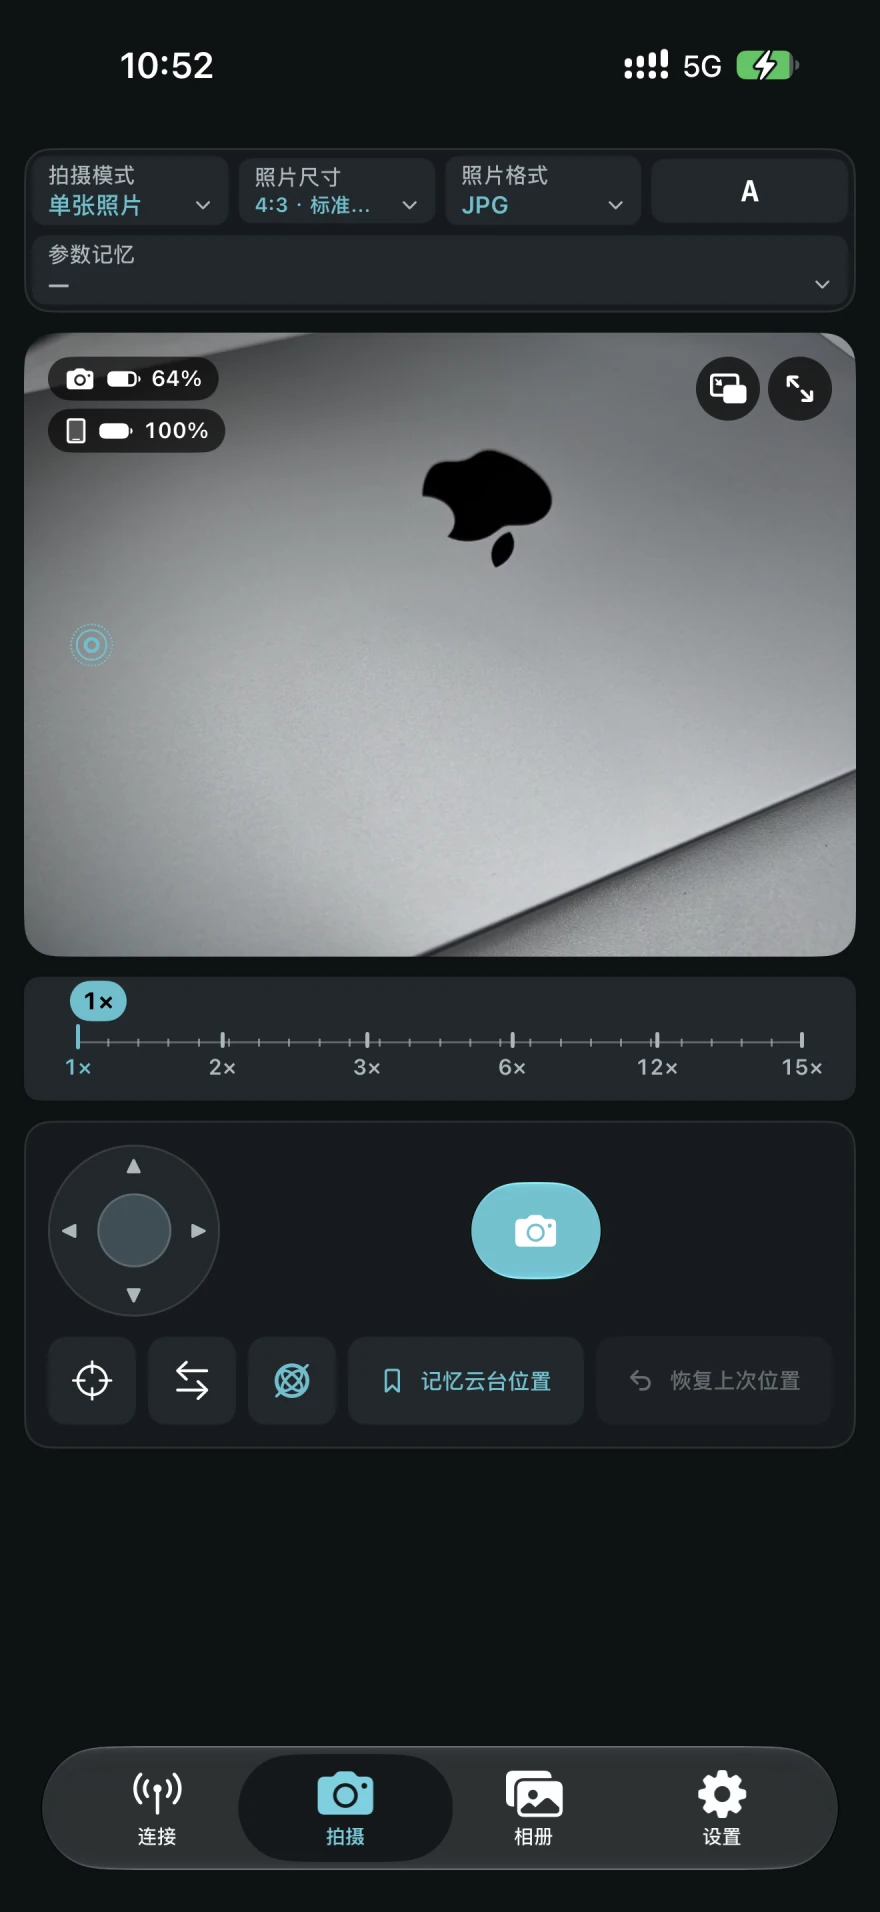 10:52
5G
拍摄模式
单张照片
照片尺寸
4:3 · 标准...
照片格式
JPG
A
参数记忆
—
64%
100%
1×
1× 2× 3× 6× 12× 15×
记忆云台位置
恢复上次位置
连接
拍摄
相册
设置